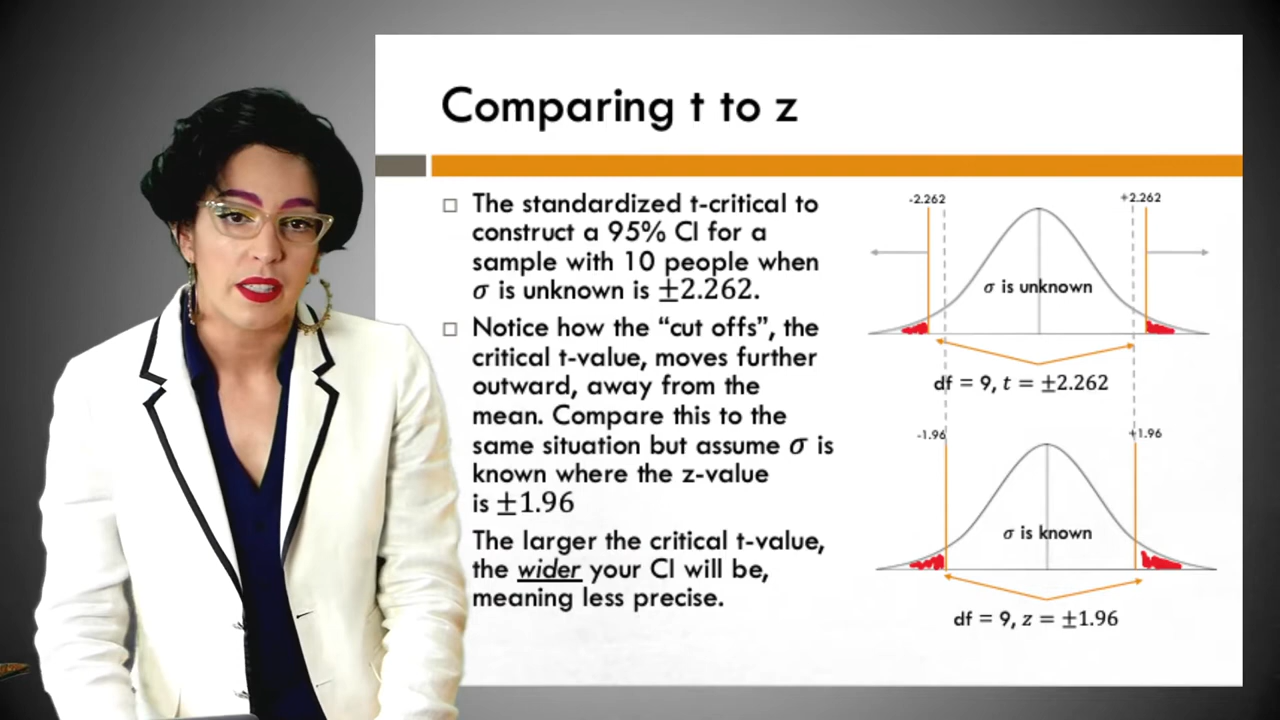 Comparing t to z
□ The standardized t-critical to
construct a 95% CI for a
sample with 10 people when
σ is unknown is ±2.262.
□ Notice how the “cut offs”, the
critical t-value, moves further
outward, away from the
mean. Compare this to the
same situation but assume σ is
known where the z-value
is ±1.96
The larger the critical t-value,
the wider your CI will be,
meaning less precise.
-2.262
+2.262
σ is unknown
df = 9, t = ±2.262
-1.96
+1.96
σ is known
df = 9, z = ±1.96